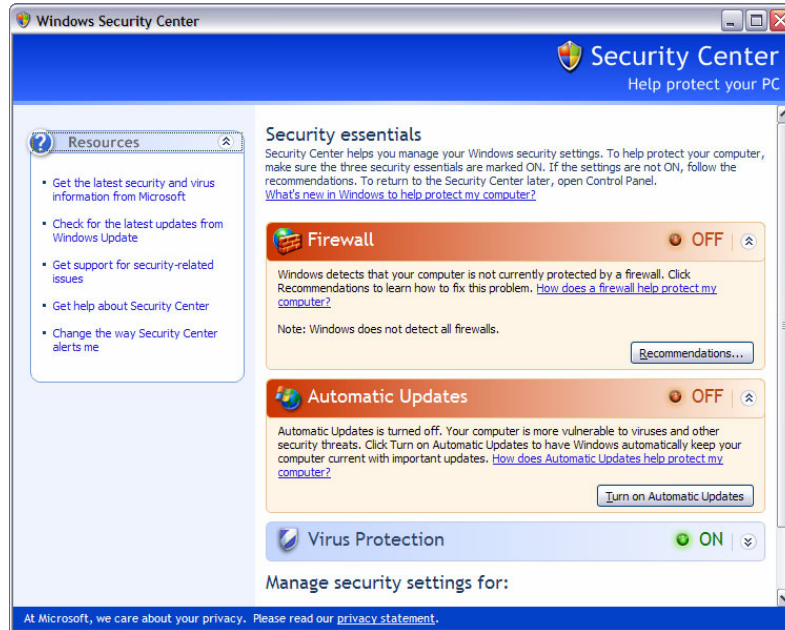 Windows Security Center
Security Center
Help protect your PC
Resources
Get the latest security and virus
information from Microsoft
Check for the latest updates from
Windows Update
Get support for security-related
issues
Get help about Security Center
Change the way Security Center
alerts me
Security essentials
Security Center helps you manage your Windows security settings. To help protect your computer,
make sure the three security essentials are marked ON. If the settings are not ON, follow the
recommendations. To return to the Security Center later, open Control Panel.
What's new in Windows to help protect my computer?
Firewall OFF
Windows detects that your computer is not currently protected by a firewall. Click
Recommendations to learn how to fix this problem. How does a firewall help protect my
computer?
Note: Windows does not detect all firewalls.
Recommendations...
Automatic Updates OFF
Automatic Updates is turned off. Your computer is more vulnerable to viruses and other
security threats. Click Turn on Automatic Updates to have Windows automatically keep your
computer current with important updates. How does Automatic Updates help protect my
computer?
Turn on Automatic Updates
Virus Protection ON
Manage security settings for:
At Microsoft, we care about your privacy. Please read our privacy statement.